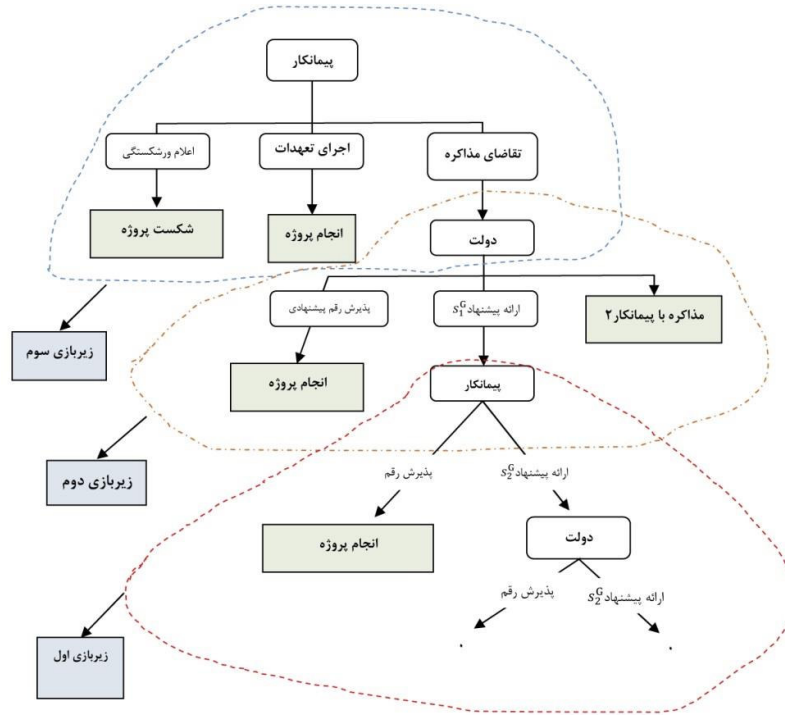 پیمانکار
تقاضای مذاکره
اجرای تعهدات
اعلام ورشکستگی
انجام پروژه
شکست پروژه
دولت
مذاکره با پیمانکار۲
ارائه پیشنهاد S₁ᴳ
پذیرش رقم پیشنهادی
زیربازی سوم
انجام پروژه
پیمانکار
زیربازی دوم
ارائه پیشنهاد S₂ᴳ
پذیرش رقم
دولت
انجام پروژه
ارائه پیشنهاد S₂ᴳ
پذیرش رقم
زیربازی اول